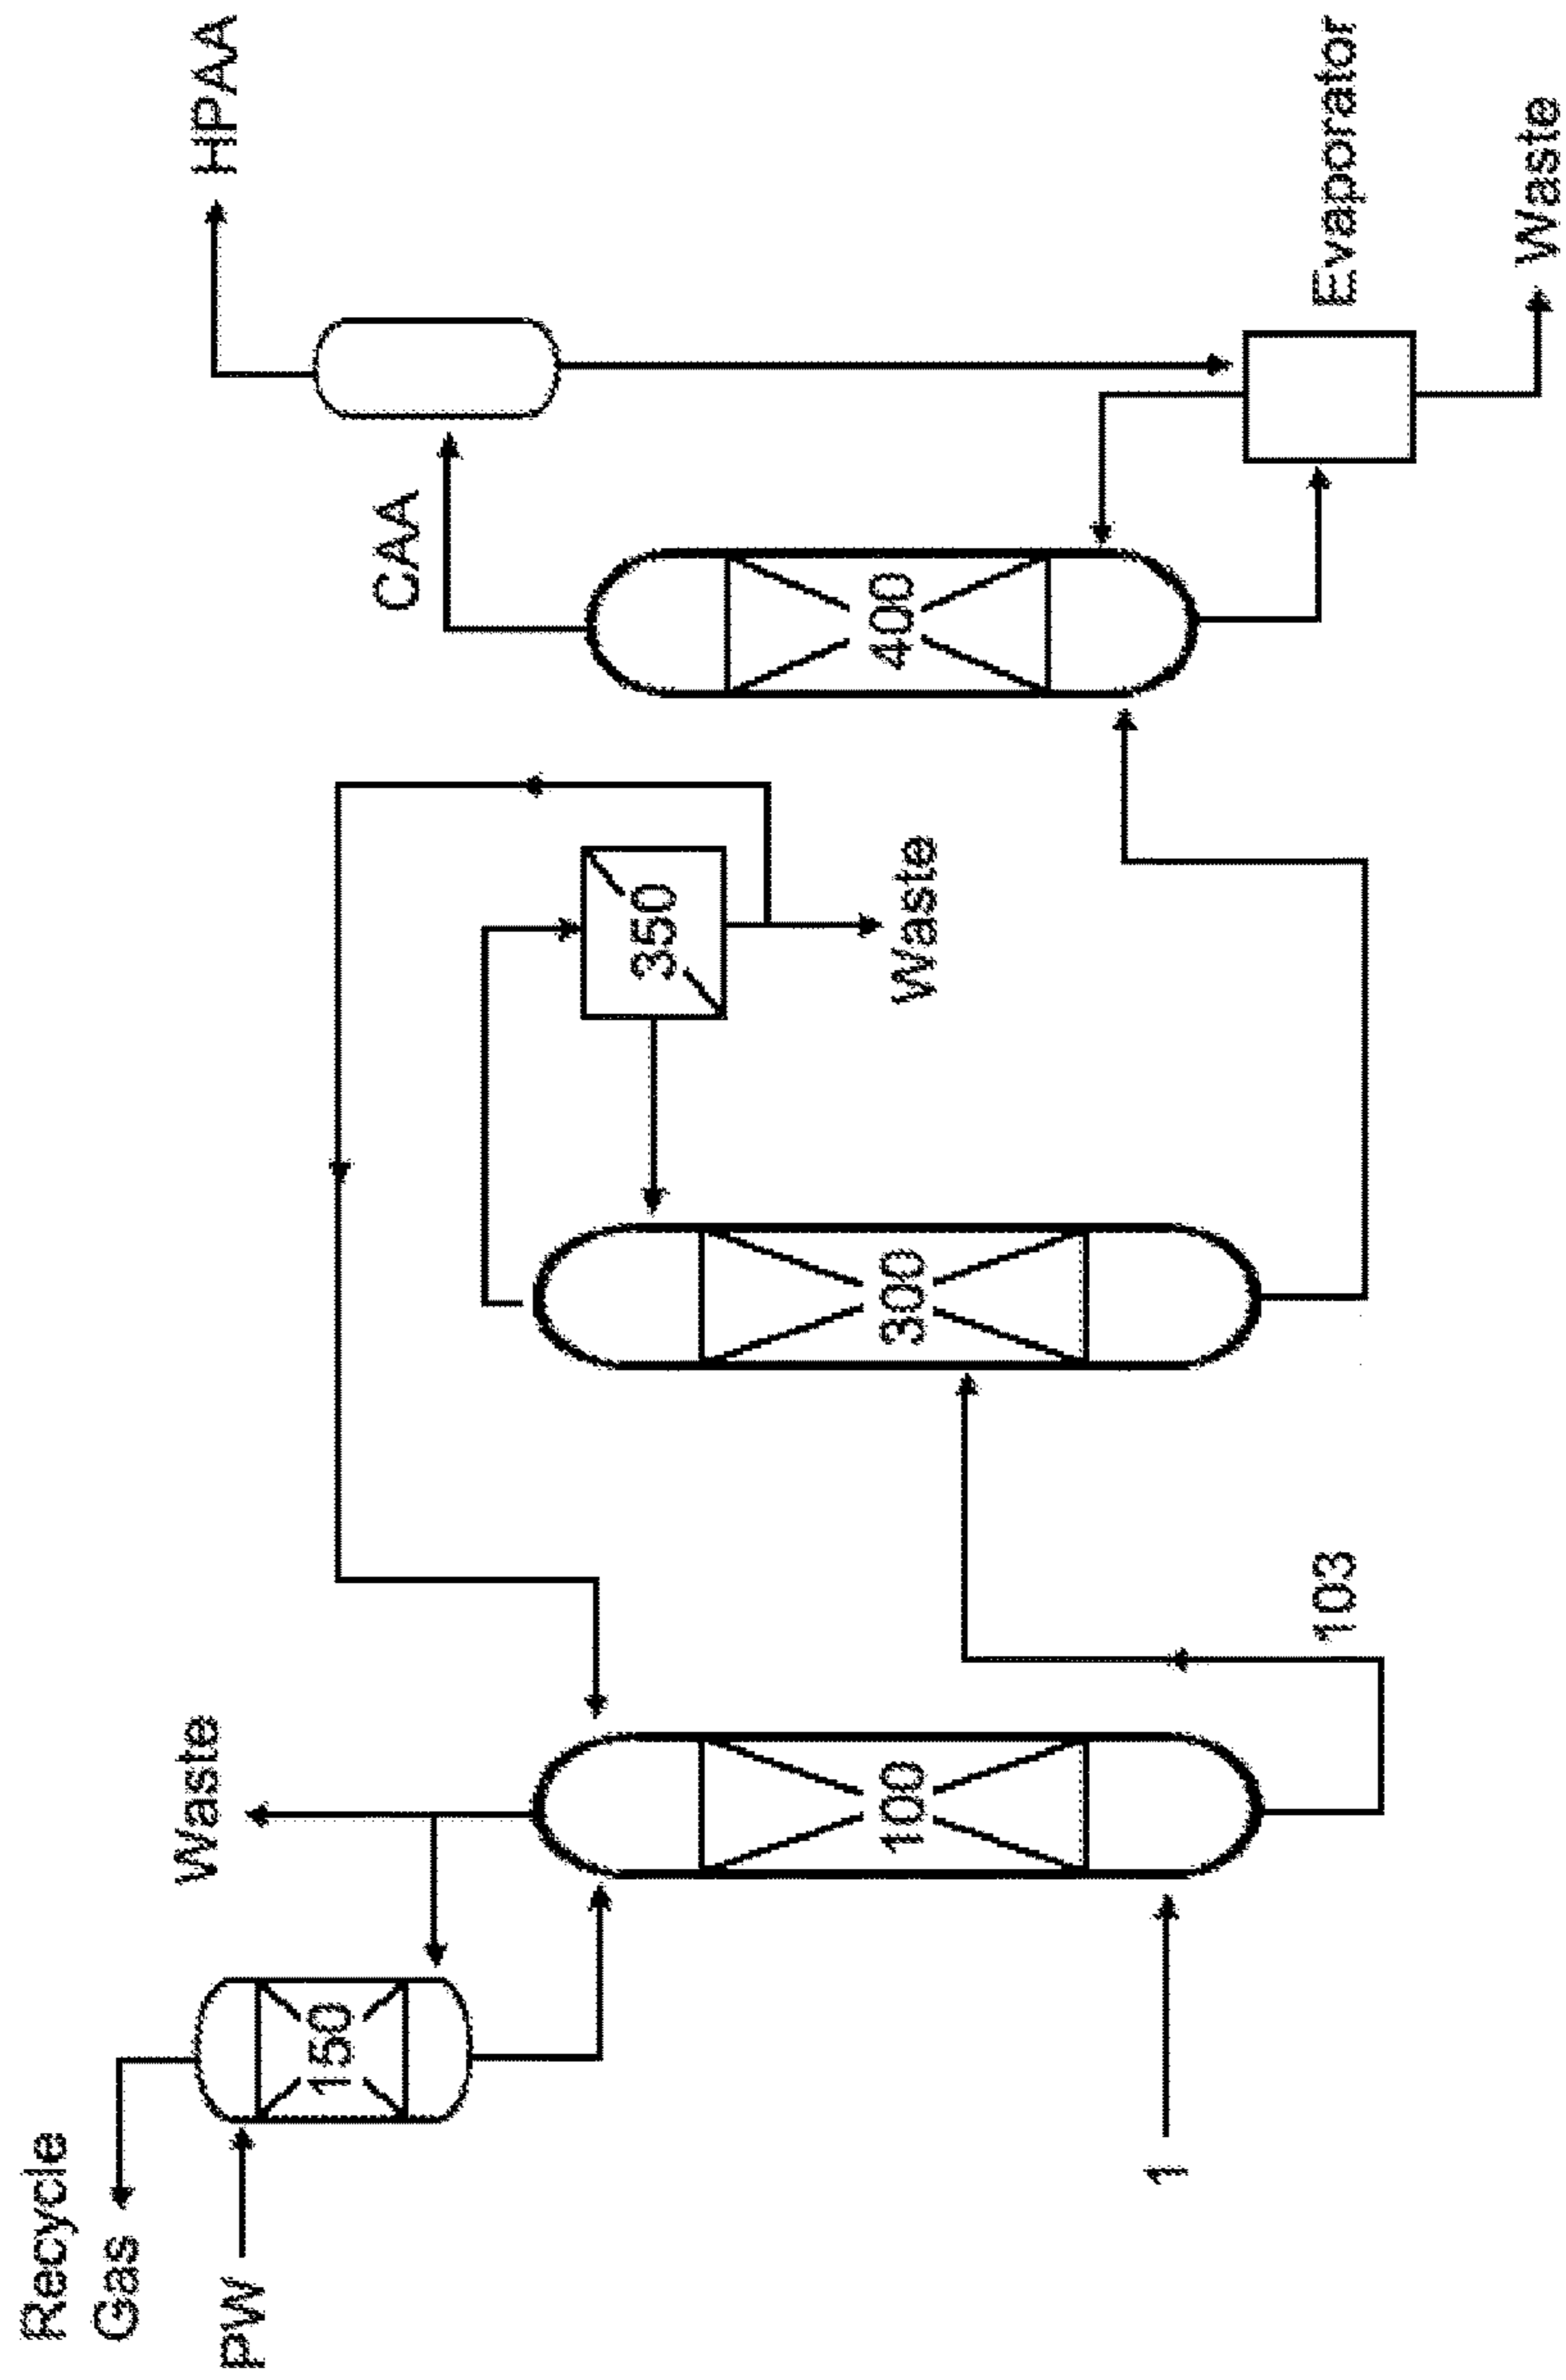 Recycle
Gas
PW
150
Waste
1
100
103
300
350
Waste
CAA
400
HPAA
Evaporator
Waste